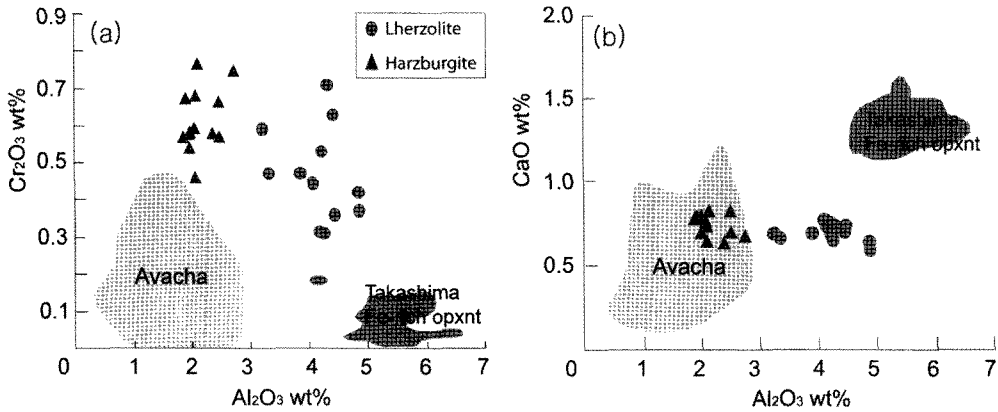 (a)
Lherzolite
Harzburgite
0.9
0.7
0.5
0.3
0.1
Cr₂O₃ wt%
Avacha
Takashima
opxnt
0 1 2 3 4 5 6 7
Al₂O₃ wt%
(b)
2.0
1.5
1.0
0.5
CaO wt%
Avacha
opxnt
0 1 2 3 4 5 6 7
Al₂O₃ wt%